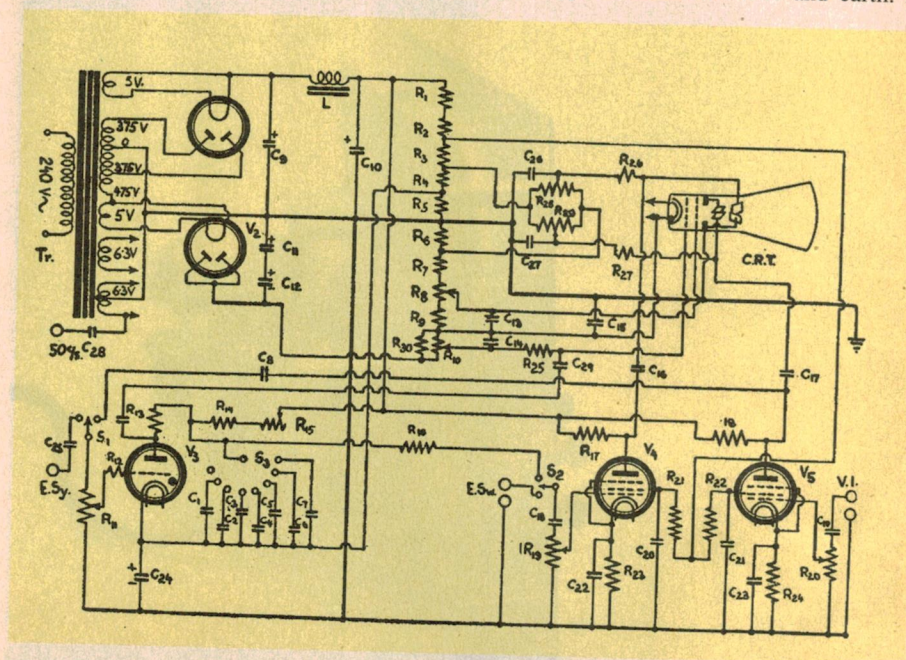 earth.
5V.
375V
0
375V
475V
5V
6·3V
6·3V
240 V~
Tr.
50~/s. C28
V2
C9
C11
C12
L
C10
R1
R2
R3
R4
R5
R6
R7
R8
R9
R30
R10
C26
R26
R28
C27
R27
C.R.T.
C13
C14
C15
R25
C29
C16
C17
C8
C25
S1
R13
R14
R15
R16
V3
R12
E.Sy.
R11
S3
C1
C2
C3
C4
C5
C6
C7
C24
S2
E.Sw.
C18
R19
R17
V4
R21
R22
18
V5
V.I.
C19
C20
C21
C22
R23
C23
R24
R20